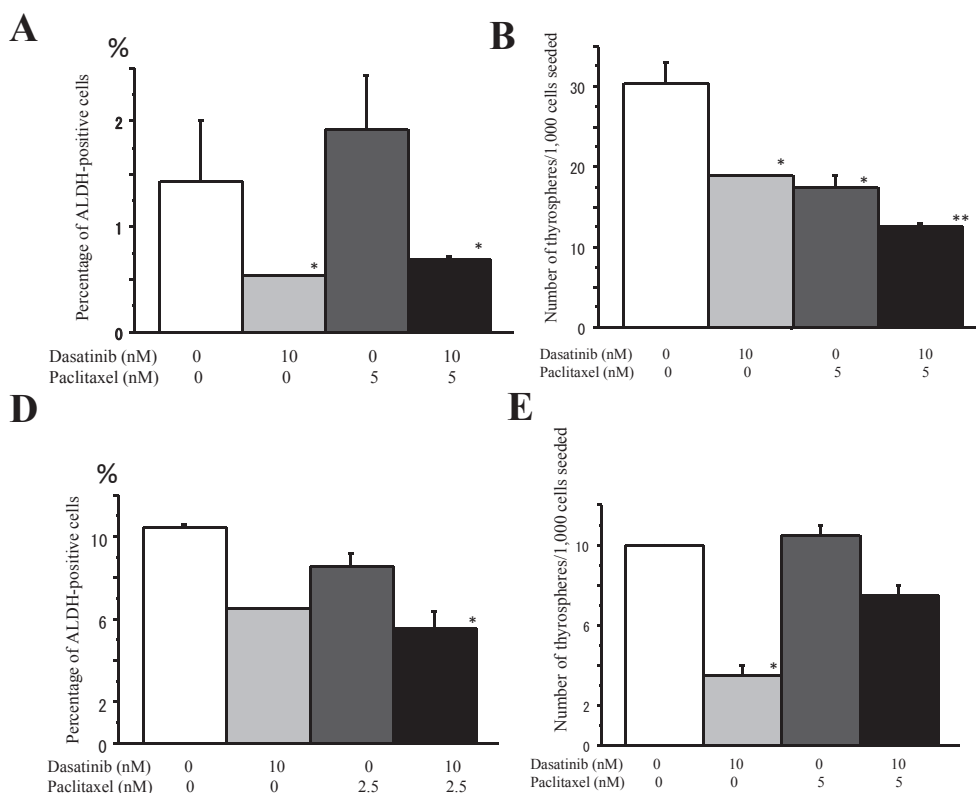 A
%
Percentage of ALDH-positive cells
2
1
0
Dasatinib (nM) 0 10 0 10
Paclitaxel (nM) 0 0 5 5
* *
B
Number of thyrospheres/1,000 cells seeded
30
20
10
0
* * **
Dasatinib (nM) 0 10 0 10
Paclitaxel (nM) 0 0 5 5
D
%
Percentage of ALDH-positive cells
10
6
2
0
*
Dasatinib (nM) 0 10 0 10
Paclitaxel (nM) 0 0 2.5 2.5
E
Number of thyrospheres/1,000 cells seeded
10
6
2
0
*
Dasatinib (nM) 0 10 0 10
Paclitaxel (nM) 0 0 5 5